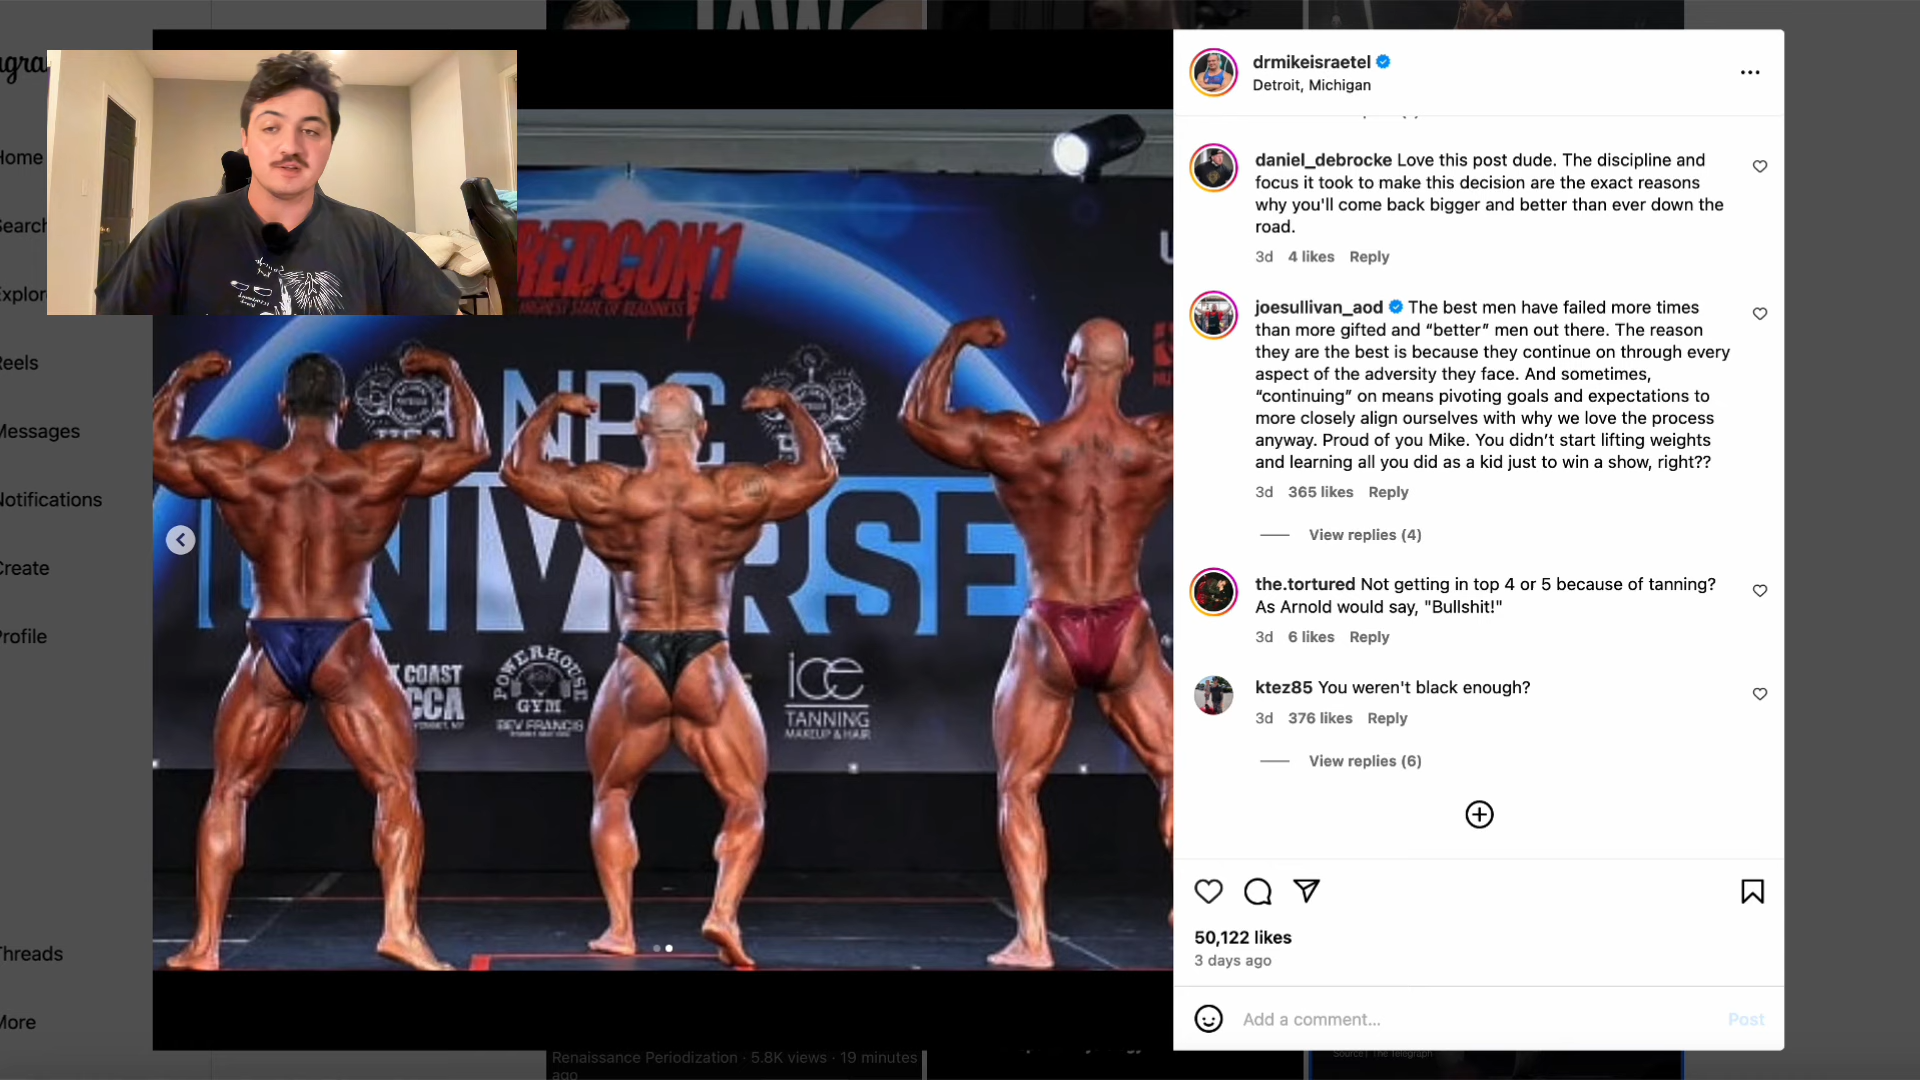 Home
Search
Explore
Reels
Messages
Notifications
Create
Profile
Threads
More
REDCON1
HIGHEST STATE OF READINESS
NPC
UNIVERSE
POWERHOUSE
GYM
BEV FRANCIS
ice
TANNING
MAKEUP & HAIR
drmikeisraetel
Detroit, Michigan
daniel_debrocke Love this post dude. The discipline and
focus it took to make this decision are the exact reasons
why you'll come back bigger and better than ever down the
road.
3d 4 likes Reply
joesullivan_aod The best men have failed more times
than more gifted and “better” men out there. The reason
they are the best is because they continue on through every
aspect of the adversity they face. And sometimes,
“continuing” on means pivoting goals and expectations to
more closely align ourselves with why we love the process
anyway. Proud of you Mike. You didn’t start lifting weights
and learning all you did as a kid just to win a show, right??
3d 365 likes Reply
View replies (4)
the.tortured Not getting in top 4 or 5 because of tanning?
As Arnold would say, "Bullshit!"
3d 6 likes Reply
ktez85 You weren't black enough?
3d 376 likes Reply
View replies (6)
50,122 likes
3 days ago
Add a comment...
Post
Renaissance Periodization · 5.8K views · 19 minutes
ago
Source | The Telegraph